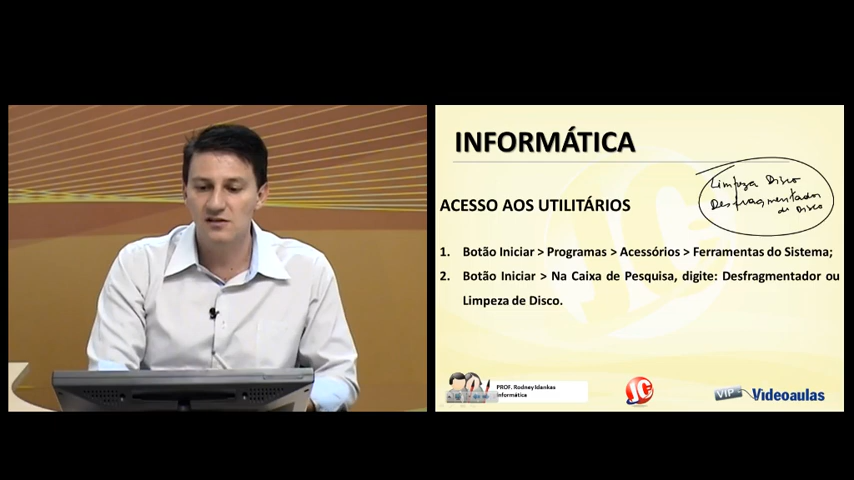 INFORMÁTICA
Limpeza Disco
Desfragmentador
de Disco
ACESSO AOS UTILITÁRIOS
1. Botão Iniciar > Programas > Acessórios > Ferramentas do Sistema;
2. Botão Iniciar > Na Caixa de Pesquisa, digite: Desfragmentador ou
Limpeza de Disco.
PROF. Rodney Idankas
Informática
JC
VIP Videoaulas